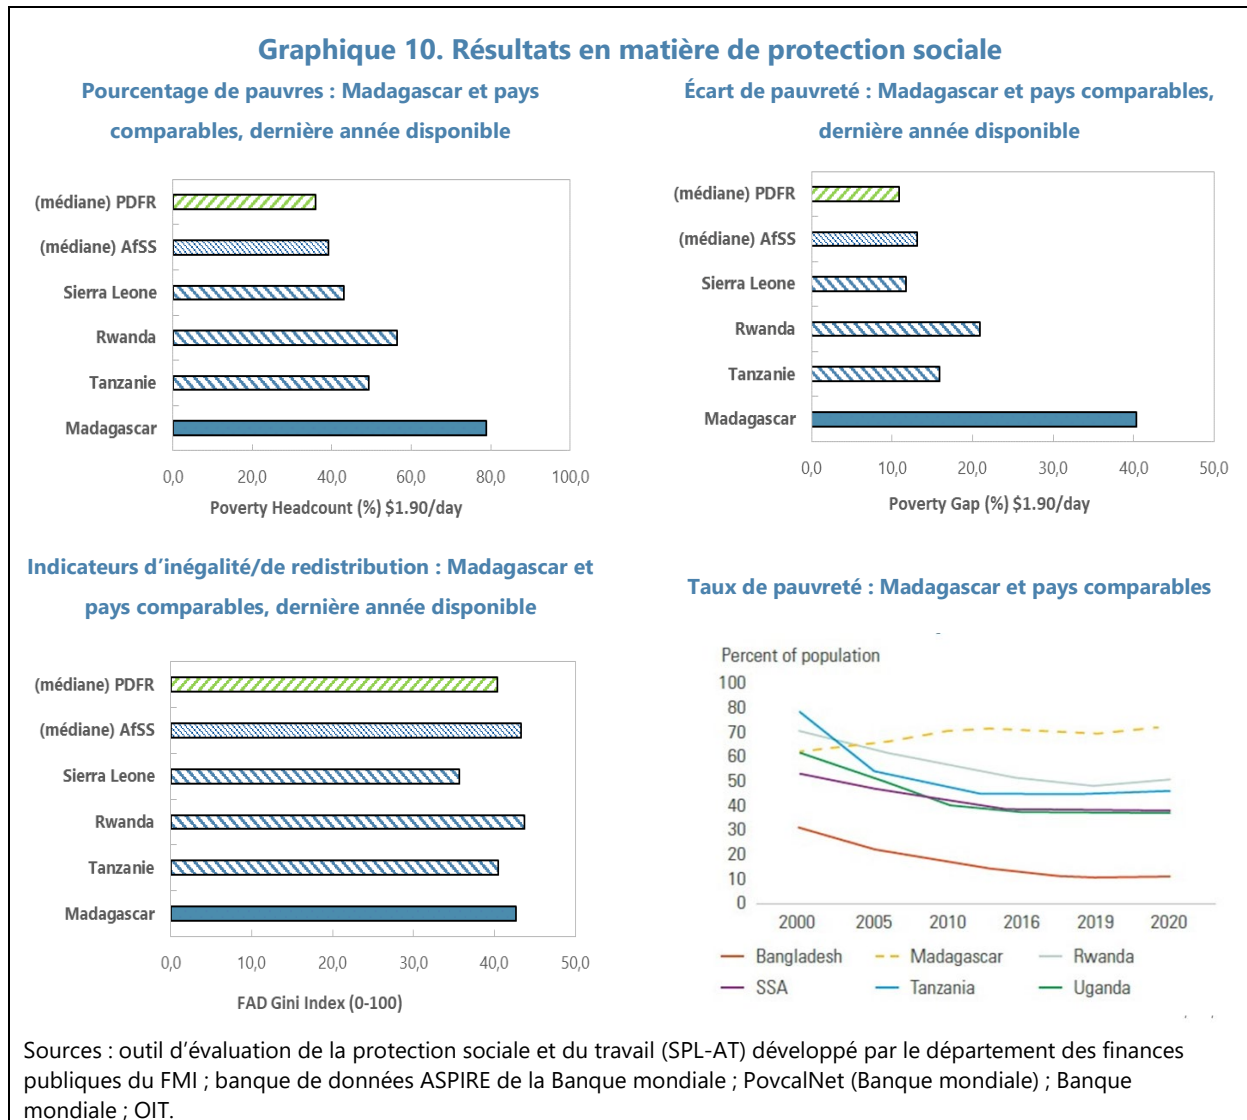 Graphique 10. Résultats en matière de protection sociale
Pourcentage de pauvres : Madagascar et pays
comparables, dernière année disponible
(médiane) PDFR
(médiane) AfSS
Sierra Leone
Rwanda
Tanzanie
Madagascar
0,0 20,0 40,0 60,0 80,0 100,0
Poverty Headcount (%) $1.90/day
Écart de pauvreté : Madagascar et pays comparables,
dernière année disponible
(médiane) PDFR
(médiane) AfSS
Sierra Leone
Rwanda
Tanzanie
Madagascar
0,0 10,0 20,0 30,0 40,0 50,0
Poverty Gap (%) $1.90/day
Indicateurs d’inégalité/de redistribution : Madagascar et
pays comparables, dernière année disponible
(médiane) PDFR
(médiane) AfSS
Sierra Leone
Rwanda
Tanzanie
Madagascar
0,0 10,0 20,0 30,0 40,0 50,0
FAD Gini Index (0-100)
Taux de pauvreté : Madagascar et pays comparables
Percent of population
100
80
80
70
60
50
40
30
20
10
0
2000 2005 2010 2016 2019 2020
Bangladesh Madagascar Rwanda
SSA Tanzania Uganda
Sources : outil d’évaluation de la protection sociale et du travail (SPL-AT) développé par le département des finances
publiques du FMI ; banque de données ASPIRE de la Banque mondiale ; PovcalNet (Banque mondiale) ; Banque
mondiale ; OIT.